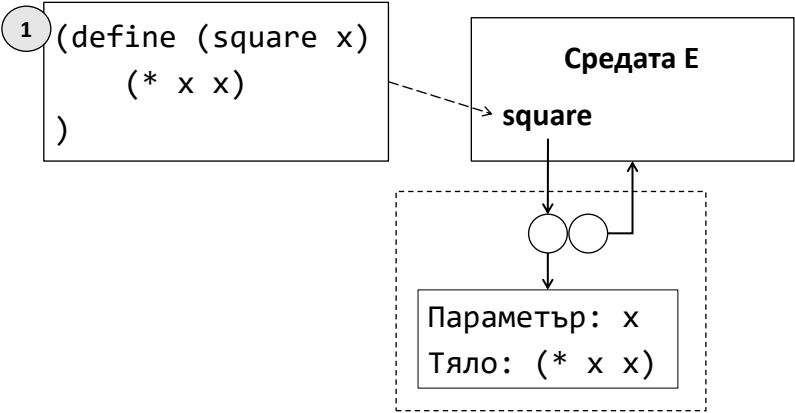 1
(define (square x)
(* x x)
)
Средата E
square
Параметър: x
Тяло: (* x x)